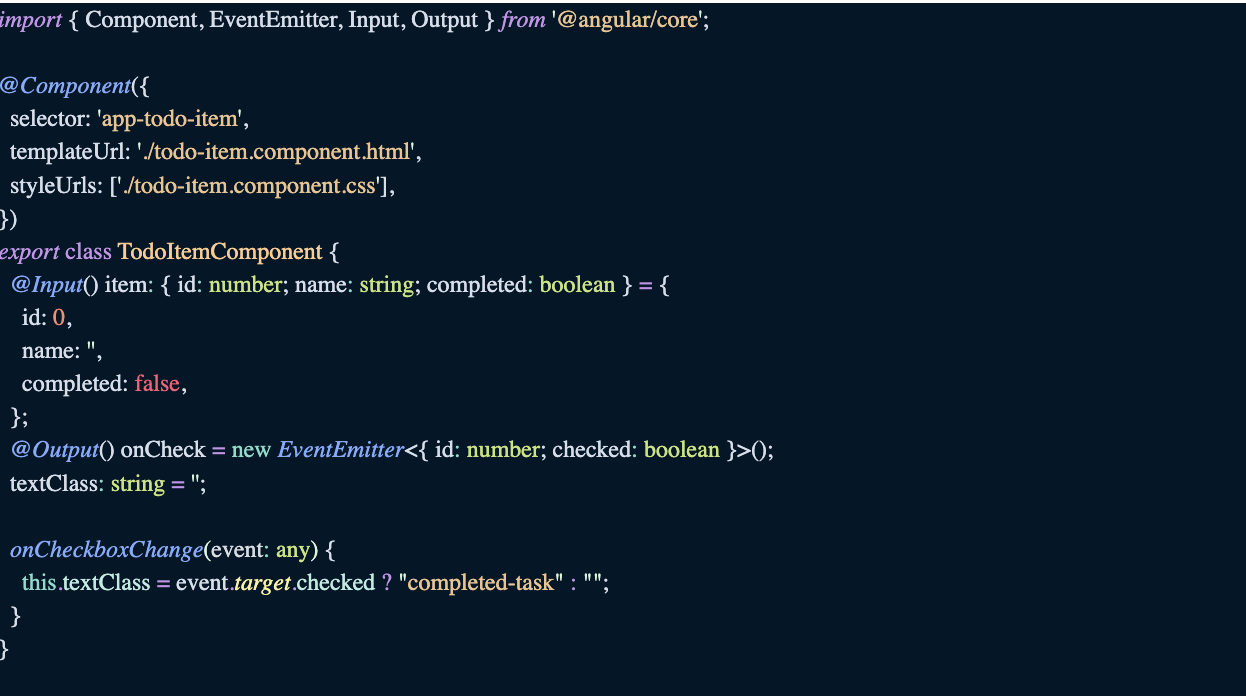 import { Component, EventEmitter, Input, Output } from '@angular/core';
@Component({
selector: 'app-todo-item',
templateUrl: './todo-item.component.html',
styleUrls: ['./todo-item.component.css'],
})
export class TodoItemComponent {
@Input() item: { id: number; name: string; completed: boolean } = {
id: 0,
name: '',
completed: false,
};
@Output() onCheck = new EventEmitter<{ id: number; checked: boolean }>();
textClass: string = '';
onCheckboxChange(event: any) {
this.textClass = event.target.checked ? "completed-task" : "";
}
}